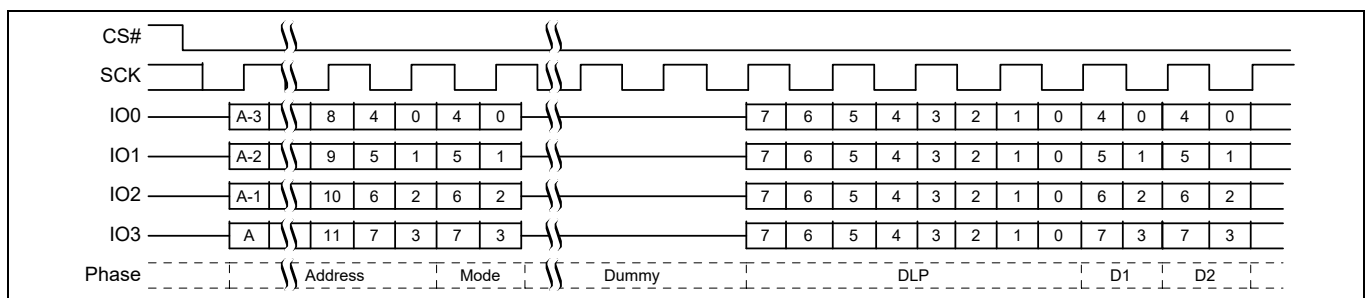 CS#
SCK
IO0 A-3 8 4 0 4 0 7 6 5 4 3 2 1 0 4 0 4 0
IO1 A-2 9 5 1 5 1 7 6 5 4 3 2 1 0 5 1 5 1
IO2 A-1 10 6 2 6 2 7 6 5 4 3 2 1 0 6 2 6 2
IO3 A 11 7 3 7 3 7 6 5 4 3 2 1 0 7 3 7 3
Phase Address Mode Dummy DLP D1 D2